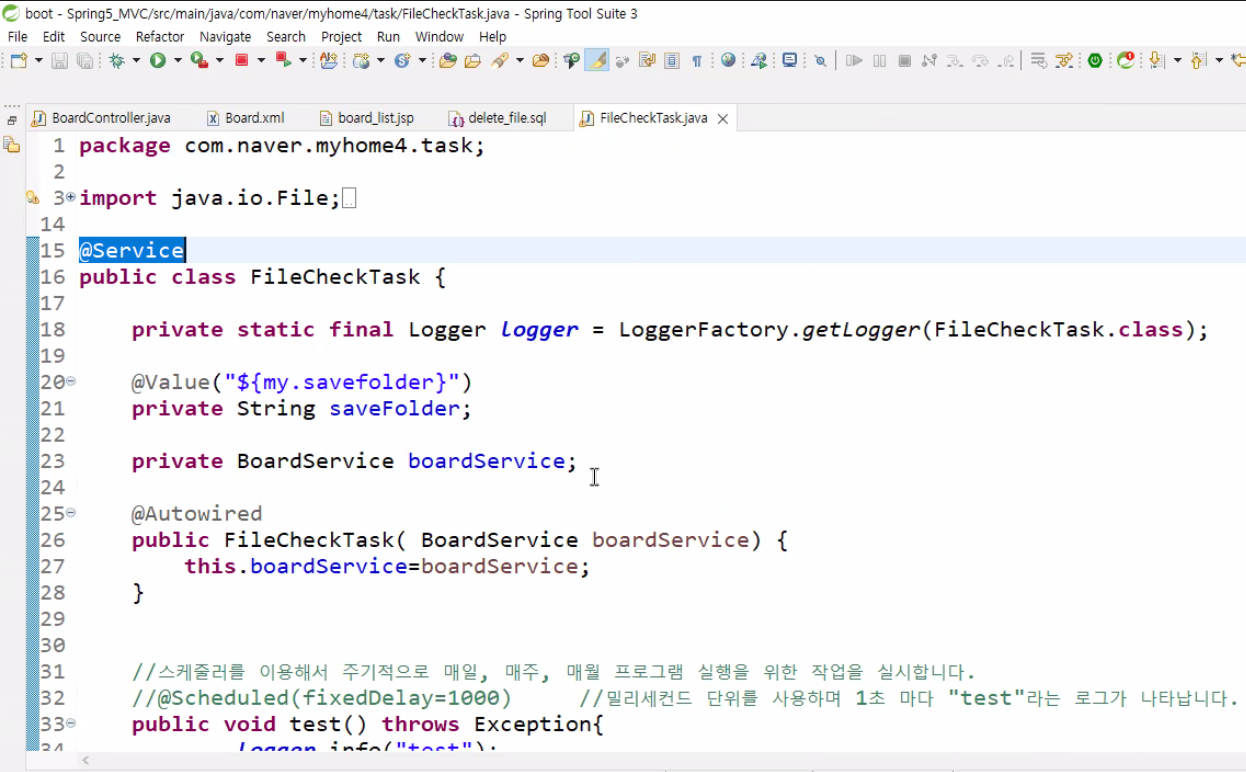 boot - Spring5_MVC/src/main/java/com/naver/myhome4/task/FileCheckTask.java - Spring Tool Suite 3
File Edit Source Refactor Navigate Search Project Run Window Help
BoardController.java Board.xml board_list.jsp delete_file.sql FileCheckTask.java
1 package com.naver.myhome4.task;
2
3 import java.io.File;
14
15 @Service
16 public class FileCheckTask {
17
18 private static final Logger logger = LoggerFactory.getLogger(FileCheckTask.class);
19
20 @Value("${my.savefolder}")
21 private String saveFolder;
22
23 private BoardService boardService;
24
25 @Autowired
26 public FileCheckTask( BoardService boardService) {
27 this.boardService=boardService;
28 }
29
30
31 //스케줄러를 이용해서 주기적으로 매일, 매주, 매월 프로그램 실행을 위한 작업을 실시합니다.
32 //@Scheduled(fixedDelay=1000) //밀리세컨드 단위를 사용하며 1초 마다 "test"라는 로그가 나타납니다.
33 public void test() throws Exception{
34 logger.info("test");